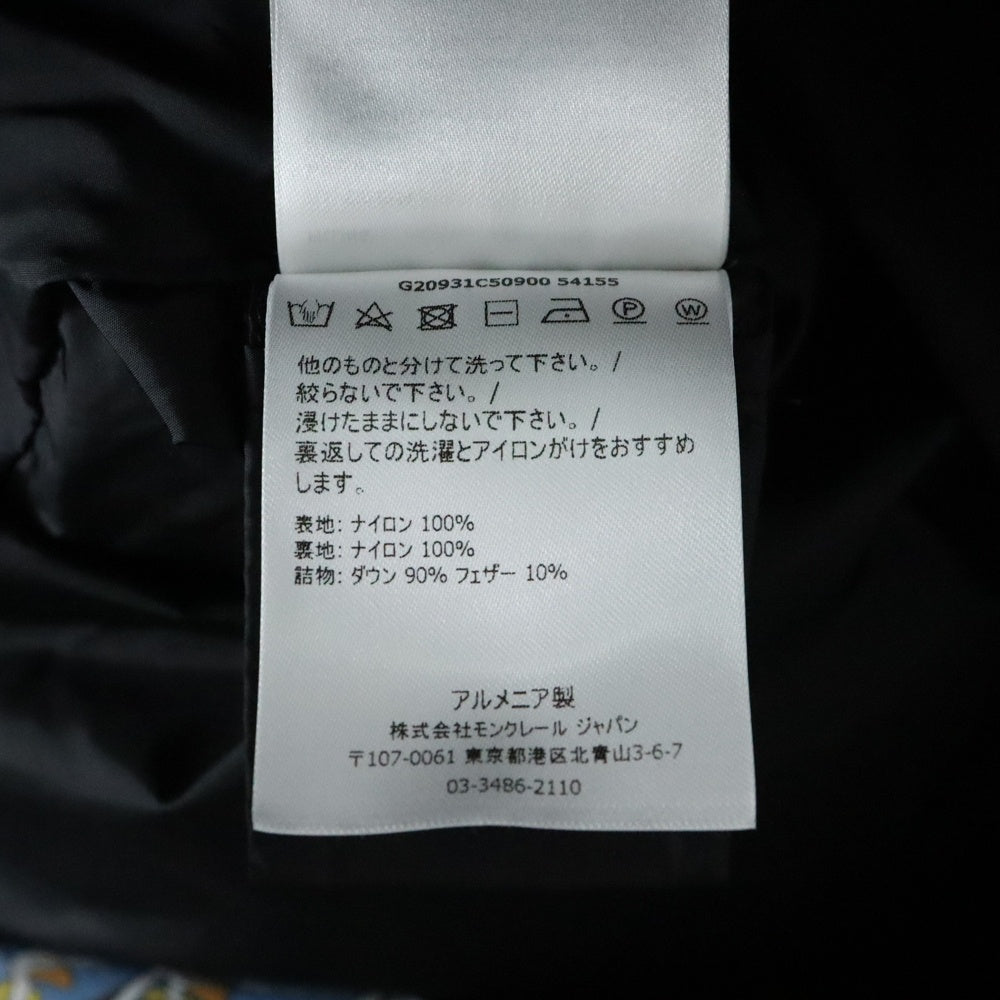 G20931C50900 54155
P W
他のものと分けて洗って下さい。/
絞らないで下さい。/
浸けたままにしないで下さい。/
裏返しての洗濯とアイロンがけをおすすめ
します。
表地: ナイロン 100%
裏地: ナイロン 100%
詰物: ダウン 90% フェザー 10%
アルメニア製
株式会社モンクレール ジャパン
〒107-0061 東京都港区北青山3-6-7
03-3486-2110